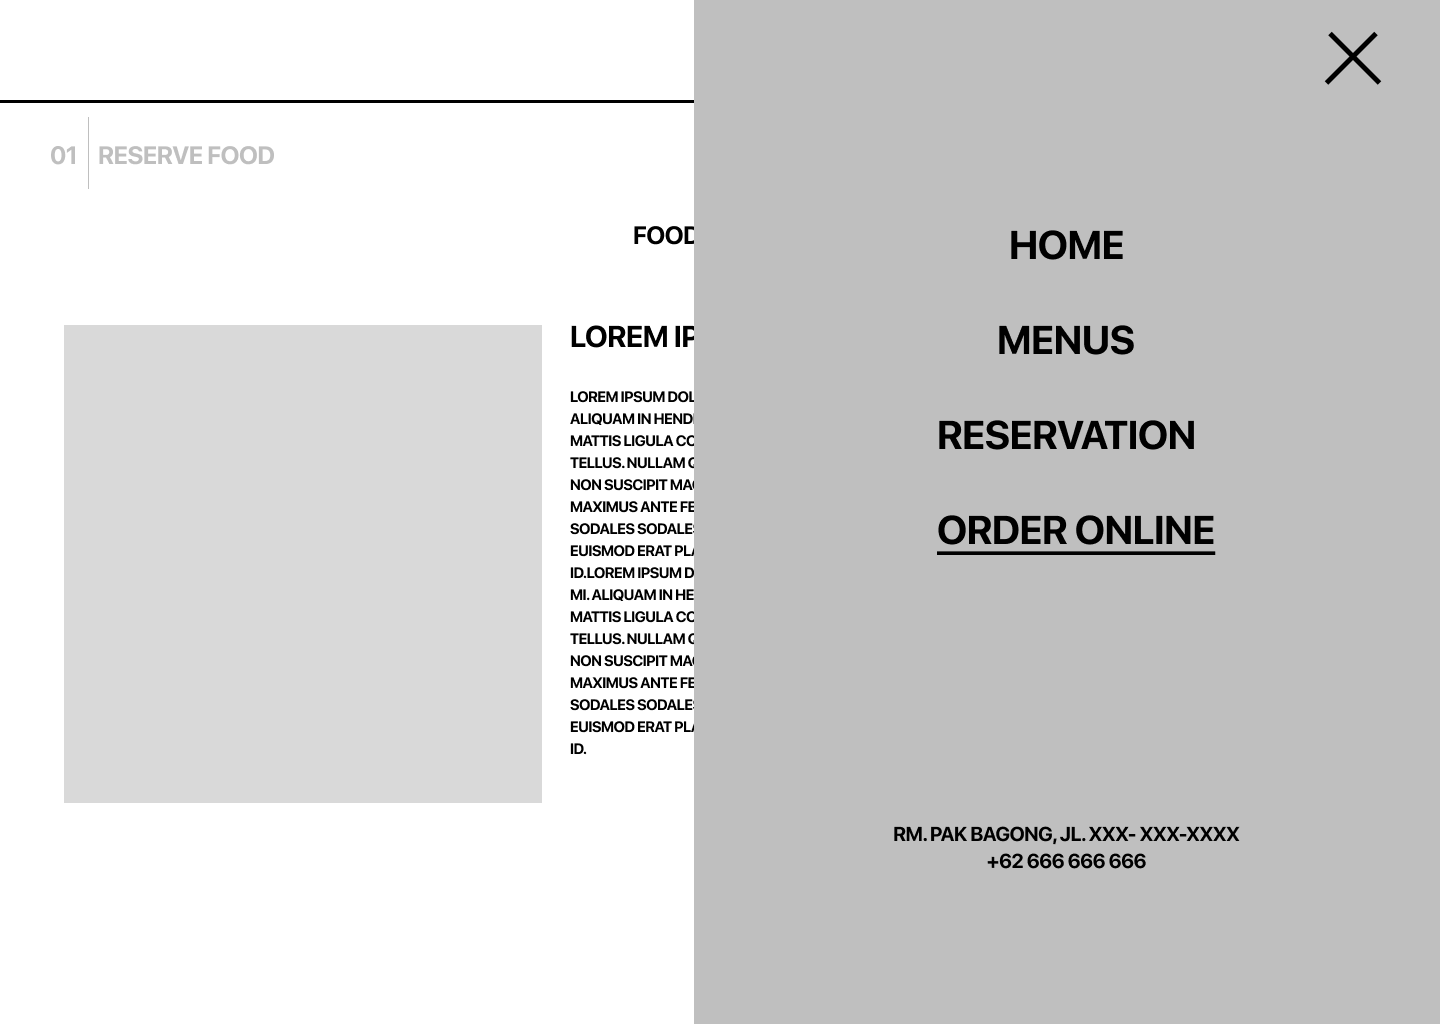 01 RESERVE FOOD
FOOD
LOREM IP
LOREM IPSUM DOL
ALIQUAM IN HEND
MATTIS LIGULA CO
TELLUS. NULLAM Q
NON SUSCIPIT MA
MAXIMUS ANTE FE
SODALES SODALES
EUISMOD ERAT PLA
ID.LOREM IPSUM D
MI. ALIQUAM IN HE
MATTIS LIGULA CO
TELLUS. NULLAM Q
NON SUSCIPIT MA
MAXIMUS ANTE FE
SODALES SODALES
EUISMOD ERAT PLA
ID.
HOME
MENUS
RESERVATION
ORDER ONLINE
RM. PAK BAGONG, JL. XXX- XXX-XXXX
+62 666 666 666